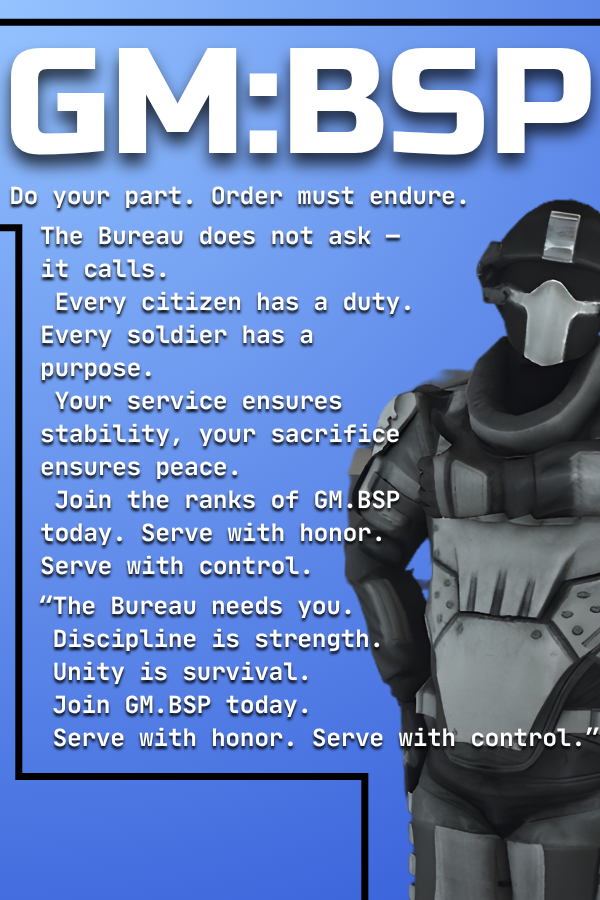 GM:BSP
Do your part. Order must endure.
The Bureau does not ask –
it calls.
Every citizen has a duty.
Every soldier has a
purpose.
Your service ensures
stability, your sacrifice
ensures peace.
Join the ranks of GM.BSP
today. Serve with honor.
Serve with control.
“The Bureau needs you.
Discipline is strength.
Unity is survival.
Join GM.BSP today.
Serve with honor. Serve with control.”